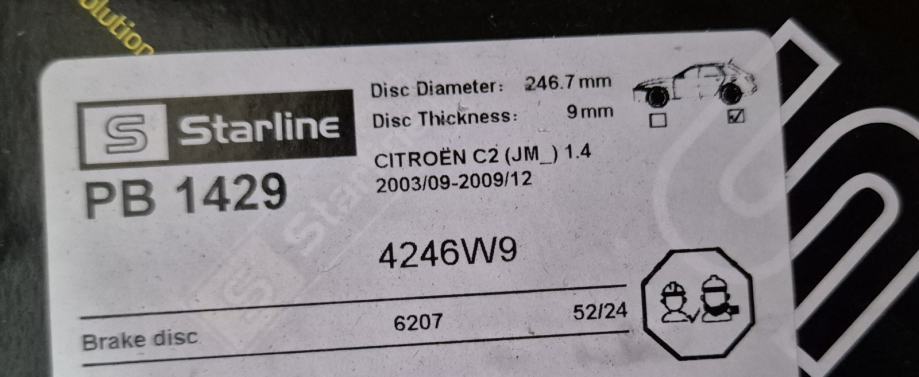 olution
Starline
PB 1429
Disc Diameter: 246.7 mm
Disc Thickness: 9 mm
CITROËN C2 (JM_) 1.4
2003/09-2009/12
4246W9
Brake disc 6207 52/24